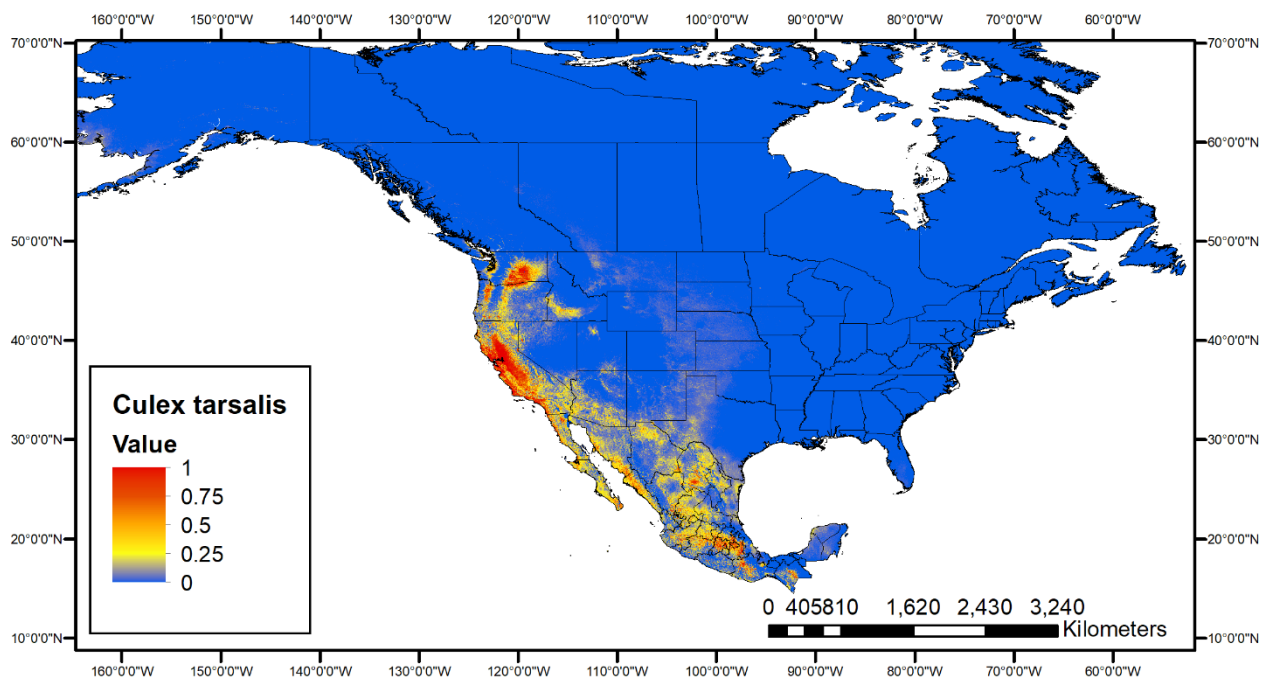 160°0'0"W 150°0'0"W 140°0'0"W 130°0'0"W 120°0'0"W 110°0'0"W 100°0'0"W 90°0'0"W 80°0'0"W 70°0'0"W 60°0'0"W
70°0'0"N 70°0'0"N
60°0'0"N 60°0'0"N
50°0'0"N 50°0'0"N
40°0'0"N 40°0'0"N
30°0'0"N 30°0'0"N
20°0'0"N 20°0'0"N
10°0'0"N 10°0'0"N
Culex tarsalis
Value
1
0.75
0.5
0.25
0
0 405810 1,620 2,430 3,240
Kilometers
160°0'0"W 150°0'0"W 140°0'0"W 130°0'0"W 120°0'0"W 110°0'0"W 100°0'0"W 90°0'0"W 80°0'0"W 70°0'0"W 60°0'0"W